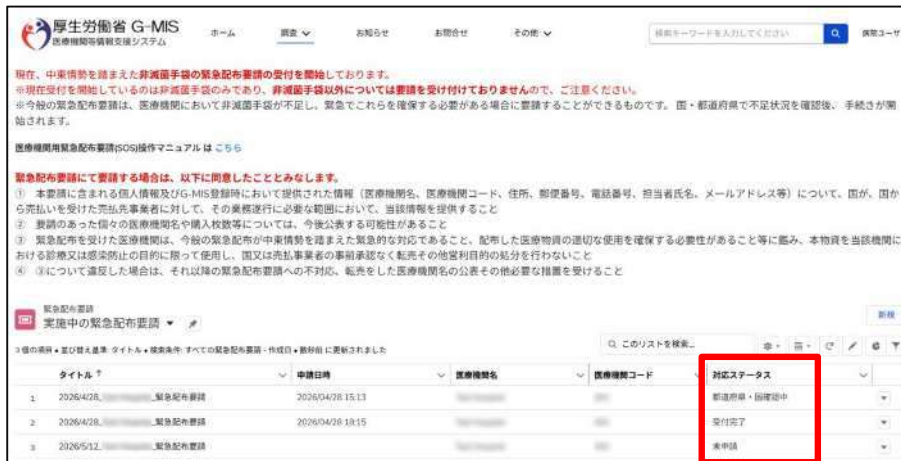 厚生労働省 G-MIS
医療機関等情報支援システム
ホーム
調査
お知らせ
お問合せ
その他
検索キーワードを入力してください
病院ユーザ
現在、中東情勢を踏まえた非滅菌手袋の緊急配布要請の受付を開始しております。
※現在受付を開始しているのは非滅菌手袋のみであり、非滅菌手袋以外については要請を受け付けておりませんので、ご注意ください。
※今般の緊急配布要請は、医療機関において非滅菌手袋が不足し、緊急でこれらを確保する必要がある場合に要請することができるものです。 国・都道府県で不足状況を確認後、 手続きが開
始されます。
医療機関用緊急配布要請(SOS)操作マニュアル は こちら
緊急配布要請にて要請する場合は、以下に同意したこととみなします。
① 本要請に含まれる個人情報及びG-MIS登録時において提供された情報（医療機関名、医療機関コード、住所、郵便番号、電話番号、担当者氏名、メールアドレス等）について、国が、国か
ら売払いを受けた売払先事業者に対して、その業務遂行に必要な範囲において、当該情報を提供すること
② 要請のあった個々の医療機関名や購入枚数等については、今後公表する可能性があること
③ 緊急配布を受けた医療機関は、今般の緊急配布が中東情勢を踏まえた緊急的な対応であること、配布した医療物資の適切な使用を確保する必要性があること等に鑑み、本物資を当該機関に
おける診療又は感染防止の目的に限って使用し、国又は売払事業者の事前承認なく転売その他営利目的の処分を行わないこと
④ ③について違反した場合は、それ以降の緊急配布要請への不対応、転売をした医療機関名の公表その他必要な措置を受けること
緊急配布要請
実施中の緊急配布要請
新規
3 個の項目 • 並び替え基準: タイトル • 検索条件: すべての緊急配布要請 - 作成日 • 数秒前 に更新されました
このリストを検索...
タイトル ↑ 申請日時 医療機関名 医療機関コード 対応ステータス
1 2026/4/28_ _緊急配布要請 2026/04/28 15:13 都道府県・国確認中
2 2026/4/28_ _緊急配布要請 2026/04/28 18:15 受付完了
3 2026/5/12_ _緊急配布要請 未申請